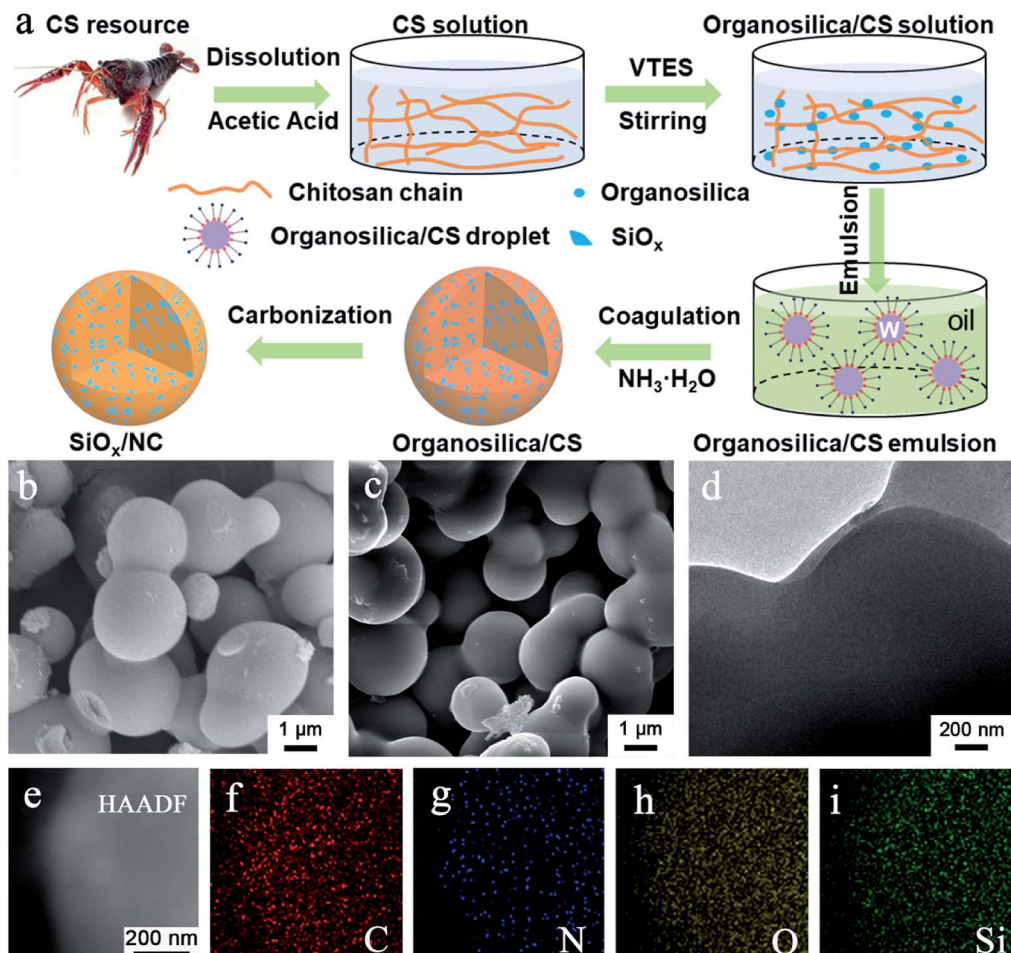 a
CS resource
CS solution
Organosilica/CS solution
Dissolution
Acetic Acid
VTES
Stirring
Chitosan chain
Organosilica
Organosilica/CS droplet
SiOₓ
Emulsion
Carbonization
Coagulation
NH₃·H₂O
W
oil
SiOₓ/NC
Organosilica/CS
Organosilica/CS emulsion
b
1 µm
c
1 µm
d
200 nm
e
HAADF
200 nm
f
C
g
N
h
O
i
Si